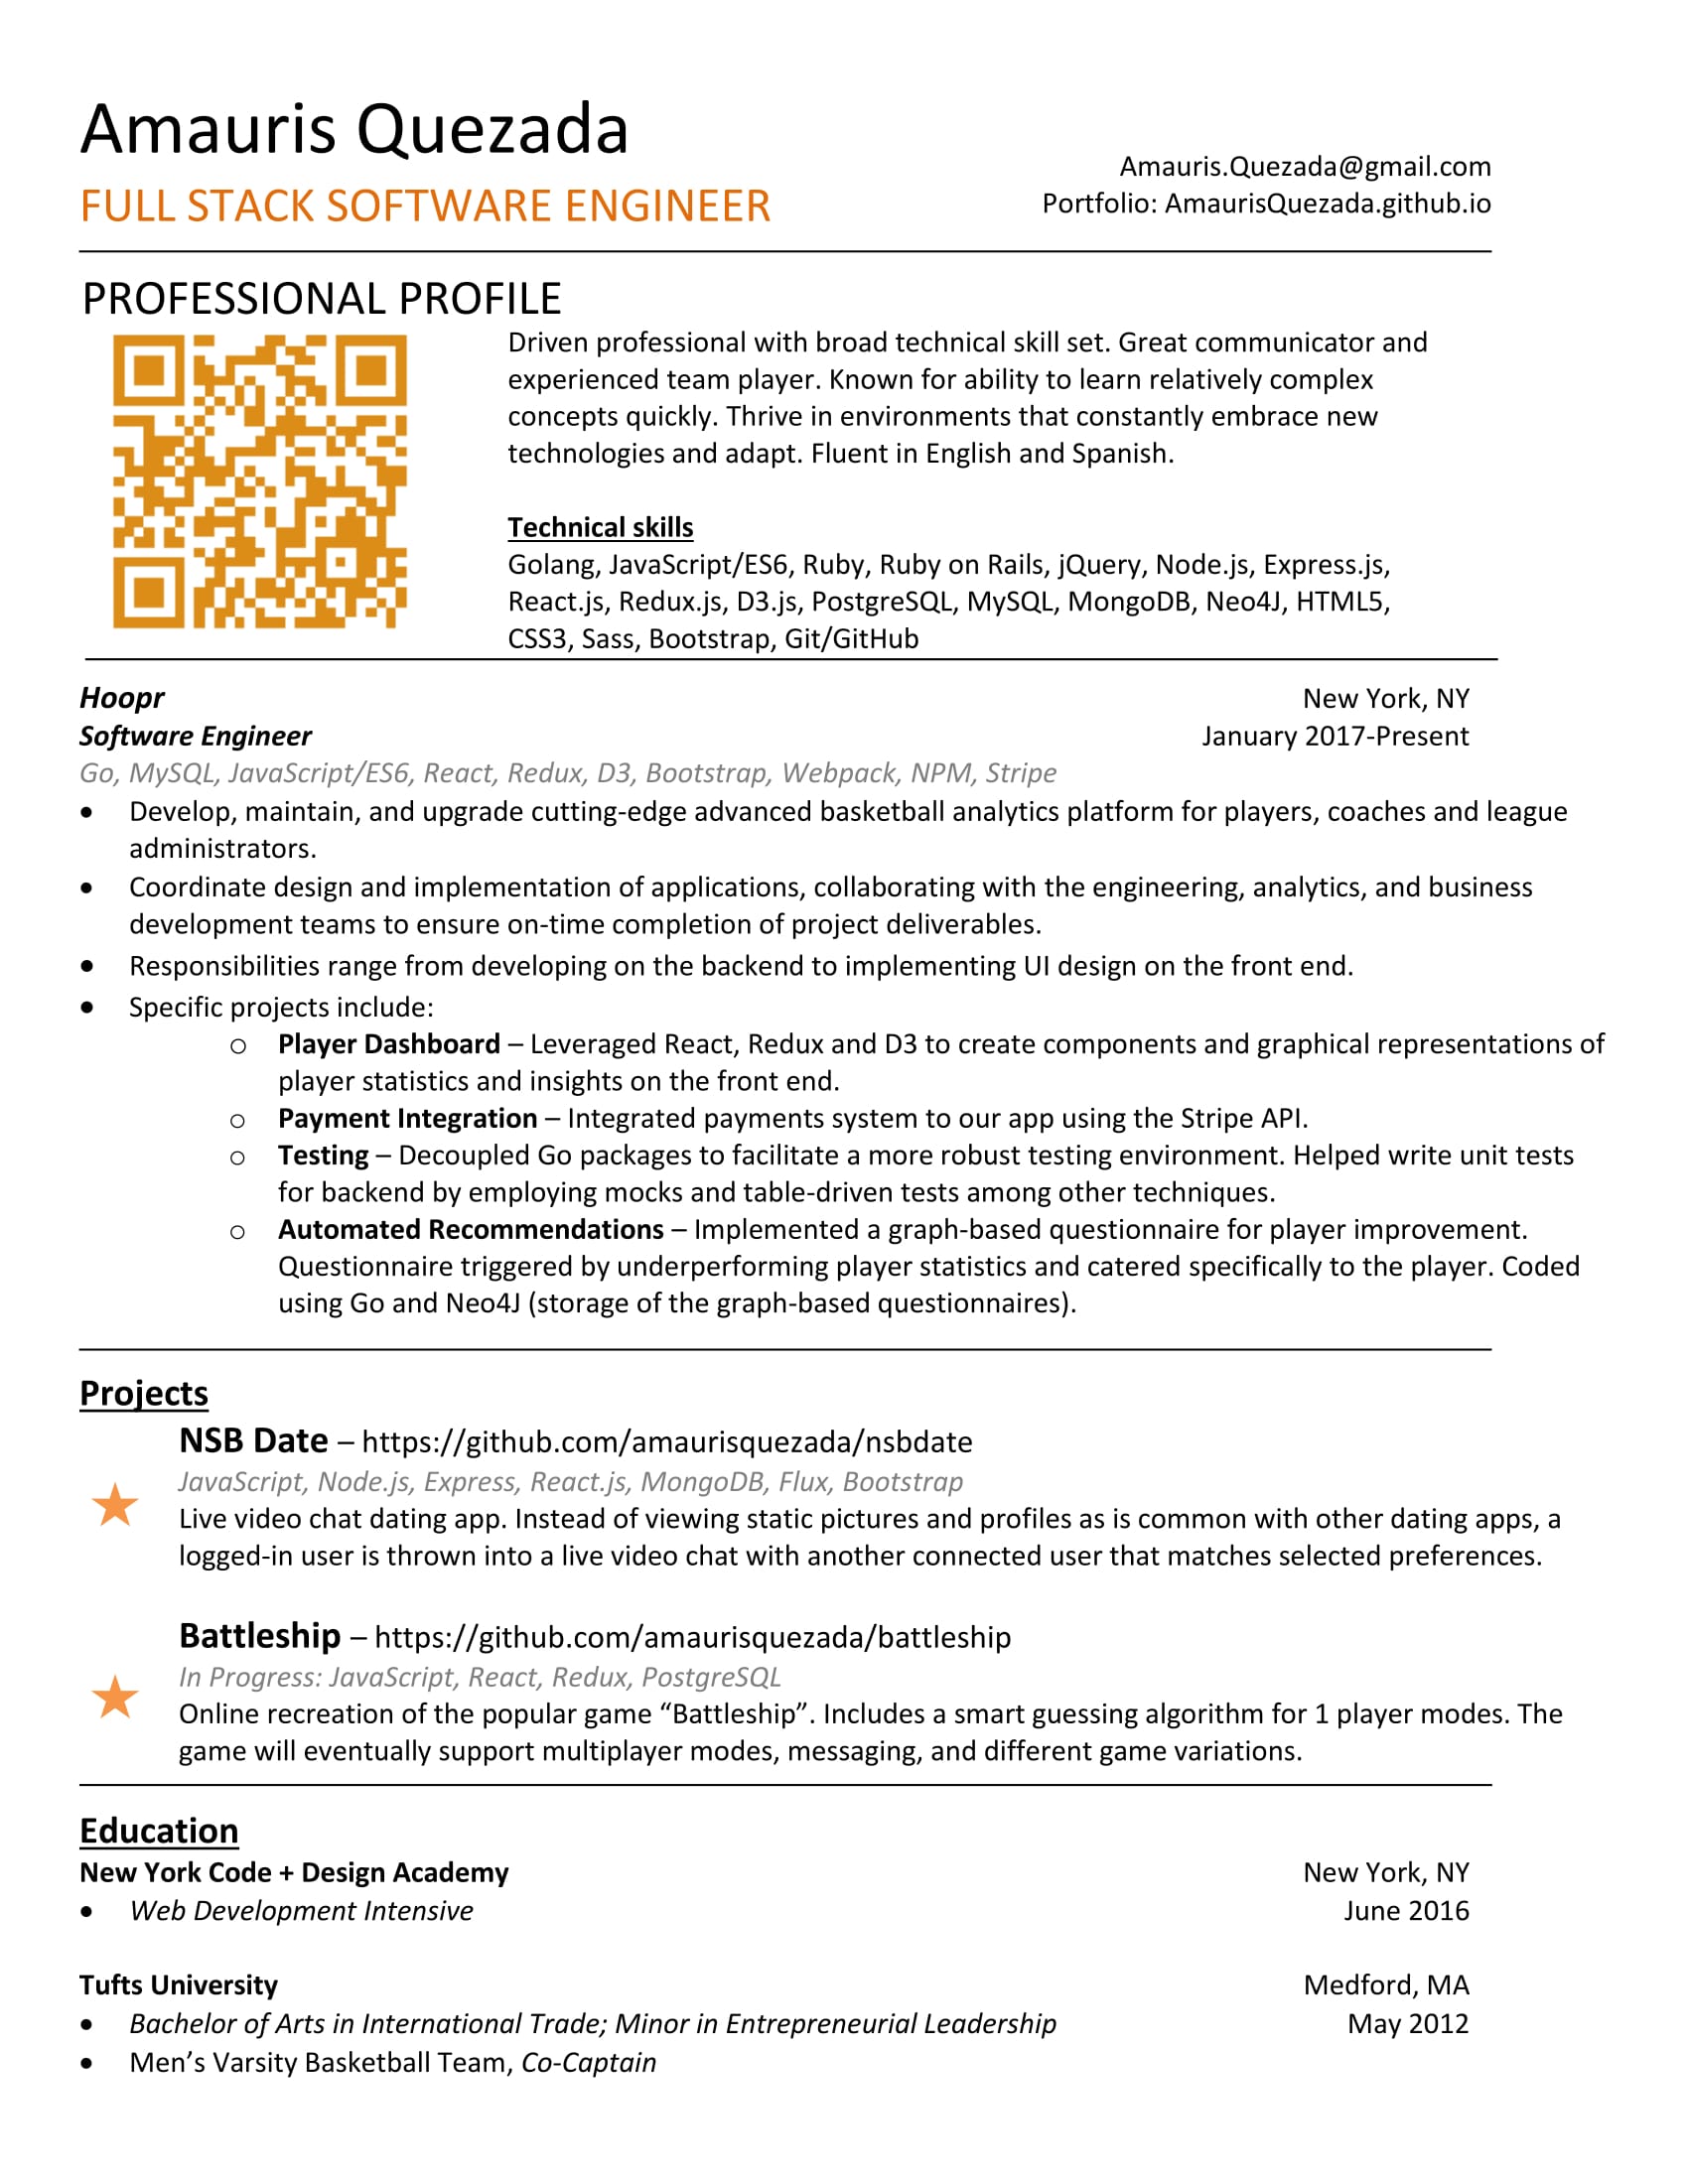 Amauris Quezada
FULL STACK SOFTWARE ENGINEER
Amauris.Quezada@gmail.com
Portfolio: AmaurisQuezada.github.io
PROFESSIONAL PROFILE
Driven professional with broad technical skill set. Great communicator and
experienced team player. Known for ability to learn relatively complex
concepts quickly. Thrive in environments that constantly embrace new
technologies and adapt. Fluent in English and Spanish.
Technical skills
Golang, JavaScript/ES6, Ruby, Ruby on Rails, jQuery, Node.js, Express.js,
React.js, Redux.js, D3.js, PostgreSQL, MySQL, MongoDB, Neo4J, HTML5,
CSS3, Sass, Bootstrap, Git/GitHub
Hoopr New York, NY
Software Engineer January 2017-Present
Go, MySQL, JavaScript/ES6, React, Redux, D3, Bootstrap, Webpack, NPM, Stripe
• Develop, maintain, and upgrade cutting-edge advanced basketball analytics platform for players, coaches and league
administrators.
• Coordinate design and implementation of applications, collaborating with the engineering, analytics, and business
development teams to ensure on-time completion of project deliverables.
• Responsibilities range from developing on the backend to implementing UI design on the front end.
• Specific projects include:
o Player Dashboard – Leveraged React, Redux and D3 to create components and graphical representations of
player statistics and insights on the front end.
o Payment Integration – Integrated payments system to our app using the Stripe API.
o Testing – Decoupled Go packages to facilitate a more robust testing environment. Helped write unit tests
for backend by employing mocks and table-driven tests among other techniques.
o Automated Recommendations – Implemented a graph-based questionnaire for player improvement.
Questionnaire triggered by underperforming player statistics and catered specifically to the player. Coded
using Go and Neo4J (storage of the graph-based questionnaires).
Projects
NSB Date – https://github.com/amaurisquezada/nsbdate
JavaScript, Node.js, Express, React.js, MongoDB, Flux, Bootstrap
Live video chat dating app. Instead of viewing static pictures and profiles as is common with other dating apps, a
logged-in user is thrown into a live video chat with another connected user that matches selected preferences.
Battleship – https://github.com/amaurisquezada/battleship
In Progress: JavaScript, React, Redux, PostgreSQL
Online recreation of the popular game “Battleship”. Includes a smart guessing algorithm for 1 player modes. The
game will eventually support multiplayer modes, messaging, and different game variations.
Education
New York Code + Design Academy New York, NY
• Web Development Intensive June 2016
Tufts University Medford, MA
• Bachelor of Arts in International Trade; Minor in Entrepreneurial Leadership May 2012
• Men’s Varsity Basketball Team, Co-Captain